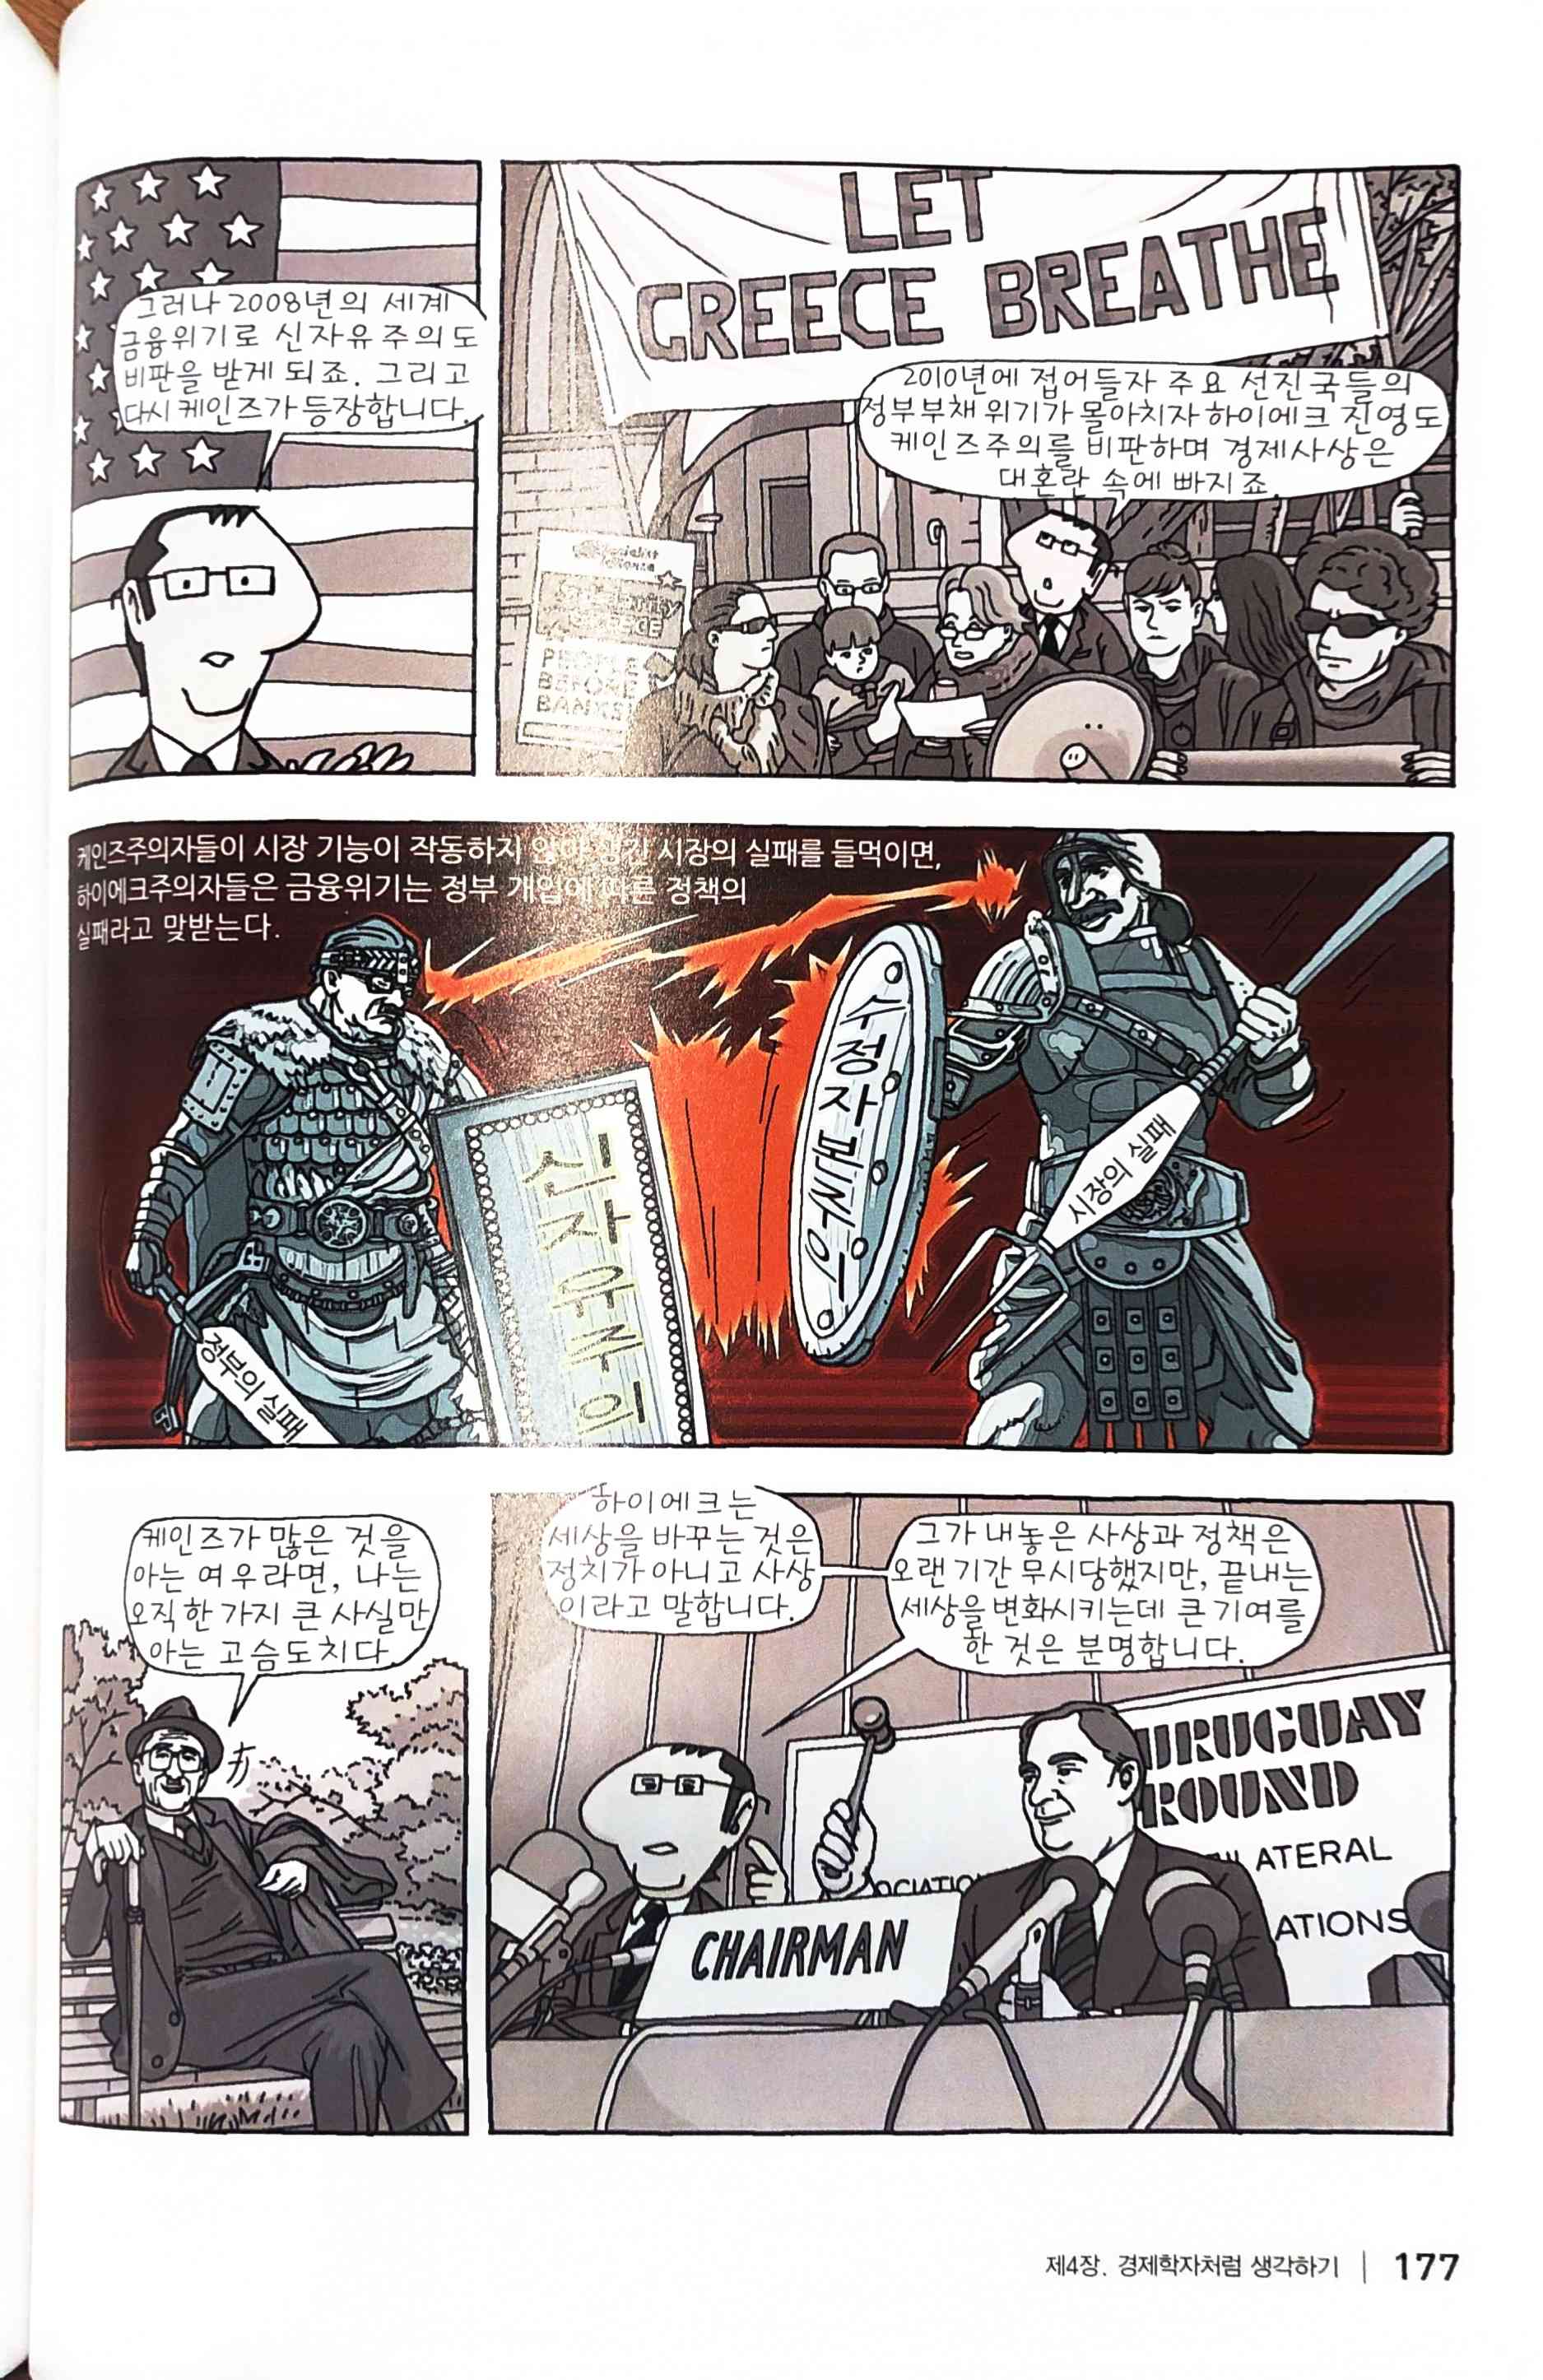 그러나 2008년의 세계
금융위기로 신자유주의도
비판을 받게 되죠. 그리고
다시 케인즈가 등장합니다.
LET
GREECE BREATHE
2010년에 접어들자 주요 선진국들의
정부부채 위기가 몰아치자 하이에크 진영도
케인즈주의를 비판하며 경제사상은
대혼란 속에 빠지죠.
GREECE
PEOPLE
BEFORE
BANKS
케인즈주의자들이 시장 기능이 작동하지 않아 생긴 시장의 실패를 들먹이면,
하이에크주의자들은 금융위기는 정부 개입에 따른 정책의
실패라고 맞받는다.
수정자본주의
시장의 실패
신자유주의
정부의 실패
케인즈가 많은 것을
아는 여우라면, 나는
오직 한 가지 큰 사실만
아는 고슴도치다.
하이에크는
세상을 바꾸는 것은
정치가 아니고 사상
이라고 말합니다.
그가 내놓은 사상과 정책은
오랜 기간 무시당했지만, 끝내는
세상을 변화시키는데 큰 기여를
한 것은 분명합니다.
URUGUAY
ROUND
LATERAL
OCIATION
ATIONS
CHAIRMAN
제4장. 경제학자처럼 생각하기 | 177